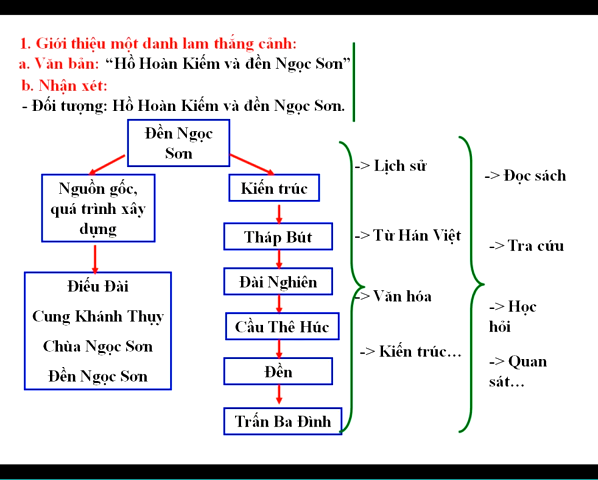 1. Giới thiệu một danh lam thắng cảnh:
a. Văn bản: “Hồ Hoàn Kiếm và đền Ngọc Sơn”
b. Nhận xét:
- Đối tượng: Hồ Hoàn Kiếm và đền Ngọc Sơn.
Đền Ngọc
Sơn
Nguồn gốc,
quá trình xây
dựng
Điếu Đài
Cung Khánh Thụy
Chùa Ngọc Sơn
Đền Ngọc Sơn
Kiến trúc
Tháp Bút
Đài Nghiên
Cầu Thê Húc
Đền
Trấn Ba Đình
-> Lịch sử
-> Từ Hán Việt
-> Văn hóa
-> Kiến trúc…
-> Đọc sách
-> Tra cứu
-> Học
hỏi
-> Quan
sát…